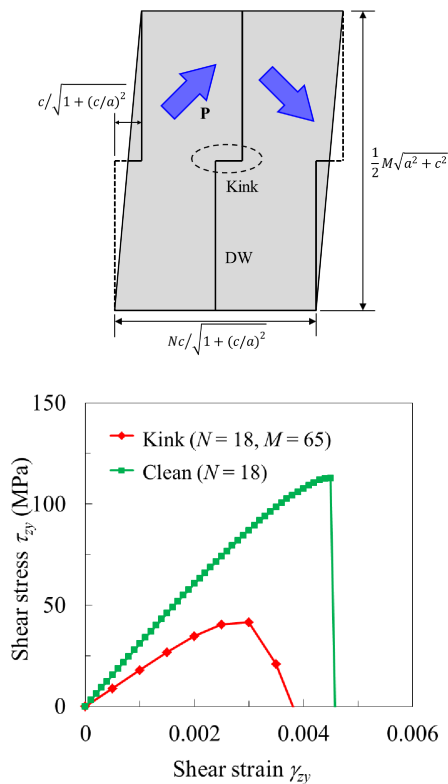 c/√1 + (c/a)²
P
Kink
DW
½M√a² + c²
Nc/√1 + (c/a)²
150
100
50
0
Kink (N = 18, M = 65)
Clean (N = 18)
Shear stress τzy (MPa)
0
0.002
0.004
0.006
Shear strain γzy